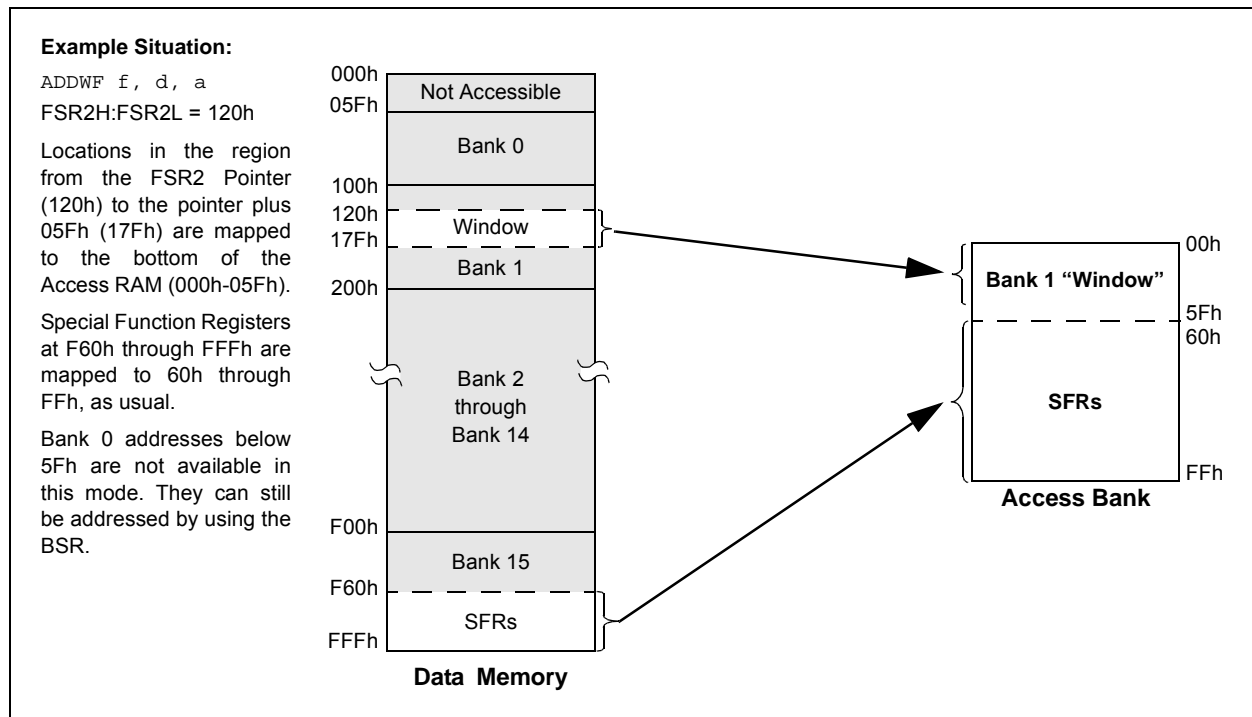 Example Situation:
ADDWF f, d, a
FSR2H:FSR2L = 120h
Locations in the region
from the FSR2 Pointer
(120h) to the pointer plus
05Fh (17Fh) are mapped
to the bottom of the
Access RAM (000h-05Fh).
Special Function Registers
at F60h through FFFh are
mapped to 60h through
FFh, as usual.
Bank 0 addresses below
5Fh are not available in
this mode. They can still
be addressed by using the
BSR.
000h
Not Accessible
05Fh
Bank 0
100h
120h
Window
17Fh
Bank 1
200h
Bank 2
through
Bank 14
F00h
Bank 15
F60h
SFRs
FFFh
Data Memory
00h
Bank 1 “Window”
5Fh
60h
SFRs
FFh
Access Bank